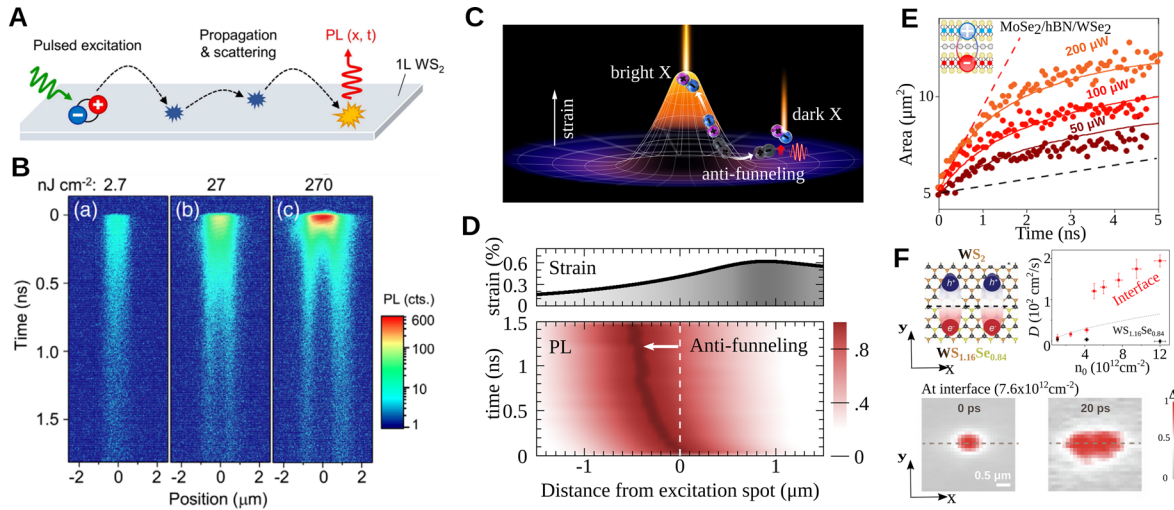 A
Pulsed excitation
Propagation
& scattering
PL (x, t)
1L WS2
B
nJ cm-2: 2.7 27 270
(a) (b) (c)
0
0.5
1.0
1.5
Time (ns)
-2 0 2 -2 0 2 -2 0 2
Position (μm)
PL (cts.)
600
100
10
1
C
bright X
strain
dark X
anti-funneling
D
Strain
strain (%)
0.6
0.3
0
PL
Anti-funneling
time (ns)
1.5
1
0.5
0
.8
.4
0
-1 0 1
Distance from excitation spot (μm)
E
MoSe2/hBN/WSe2
+
−
200 μW
100 μW
50 μW
Area (μm2)
10
5
0 1 2 3 4 5
Time (ns)
F
WS2
h+ h+
e- e-
WS1.16Se0.84
y
x
D (102 cm2/s)
2
1
0
Interface
WS1.16Se0.84
0 4 8 12
n0 (1012cm-2)
At interface (7.6x1012cm-2)
0 ps
20 ps
0.5 μm
y
x
1
0.5
0